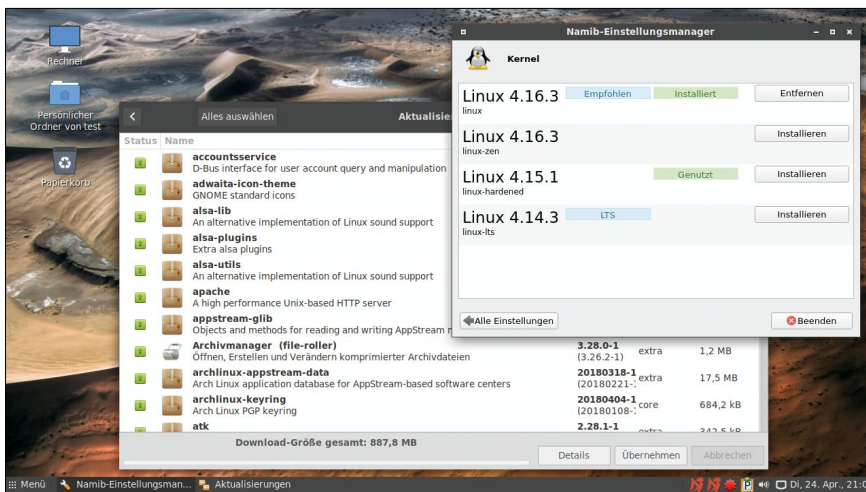 Rechner
Persönlicher
Ordner von test
Papierkorb
Namib-Einstellungsmanager
Kernel
Linux 4.16.3 Empfohlen Installiert Entfernen
linux
Linux 4.16.3 Installieren
linux-zen
Linux 4.15.1 Genutzt Installieren
linux-hardened
Linux 4.14.3 LTS Installieren
linux-lts
Alle Einstellungen Beenden
Alles auswählen
Status Name
accountsservice
D-Bus interface for user account query and manipulation
adwaita-icon-theme
GNOME standard icons
alsa-lib
An alternative implementation of Linux sound support
alsa-plugins
Extra alsa plugins
alsa-utils
An alternative implementation of Linux sound support
apache
A high performance Unix-based HTTP server
appstream-glib
Objects and methods for reading and writing AppStream
Archivmanager (file-roller) 3.28.0-1
Öffnen, Erstellen und Verändern komprimierter Archivdateien (3.26.2-1) extra 1,2 MB
archlinux-appstream-data 20180318-1
Arch Linux application database for AppStream-based software centers (20180221- extra 17,5 MB
archlinux-keyring 20180404-1
Arch Linux PGP keyring (20180108- core 684,2 kB
atk 2.28.1-1
extra 342,5 kB
Download-Größe gesamt: 887,8 MB
Details Übernehmen Abbrechen
Menü Namib-Einstellungsman... Aktualisierungen Di, 24. Apr., 21: